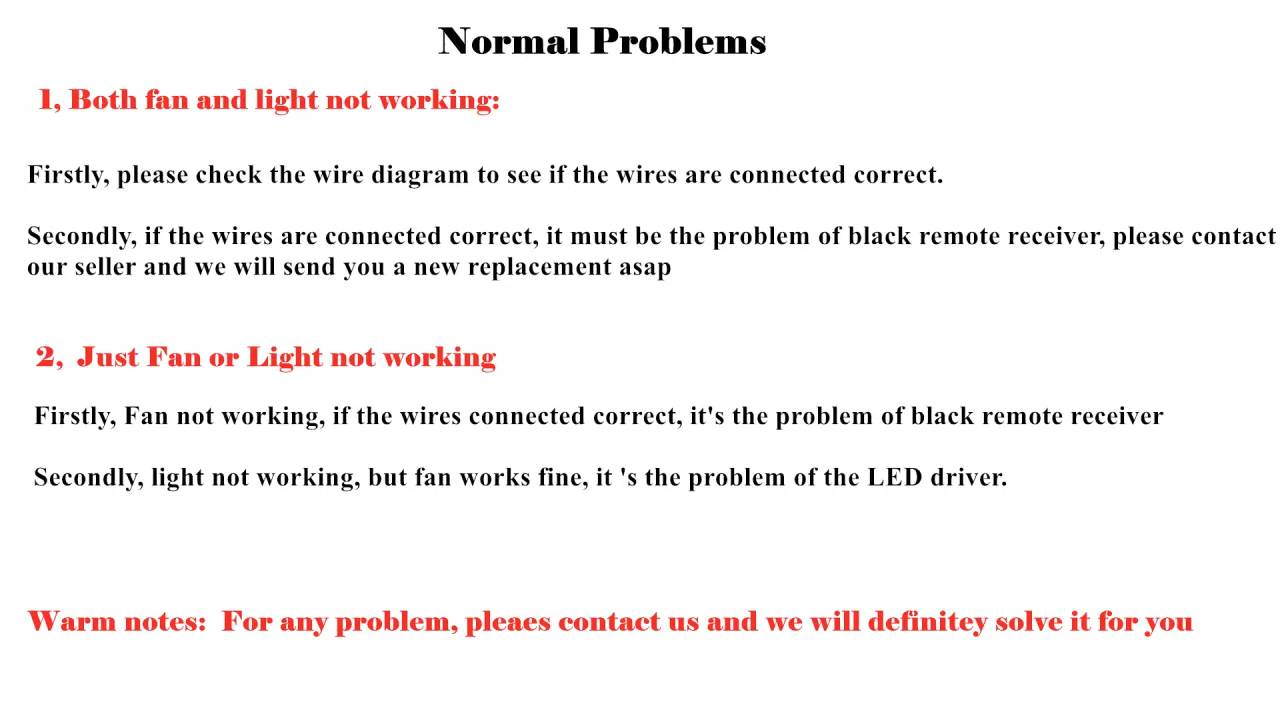 Normal Problems
1, Both fan and light not working:
Firstly, please check the wire diagram to see if the wires are connected correct.
Secondly, if the wires are connected correct, it must be the problem of black remote receiver, please contact
our seller and we will send you a new replacement asap
2, Just Fan or Light not working
Firstly, Fan not working, if the wires connected correct, it's the problem of black remote receiver
Secondly, light not working, but fan works fine, it 's the problem of the LED driver.
Warm notes: For any problem, pleaes contact us and we will definitey solve it for you